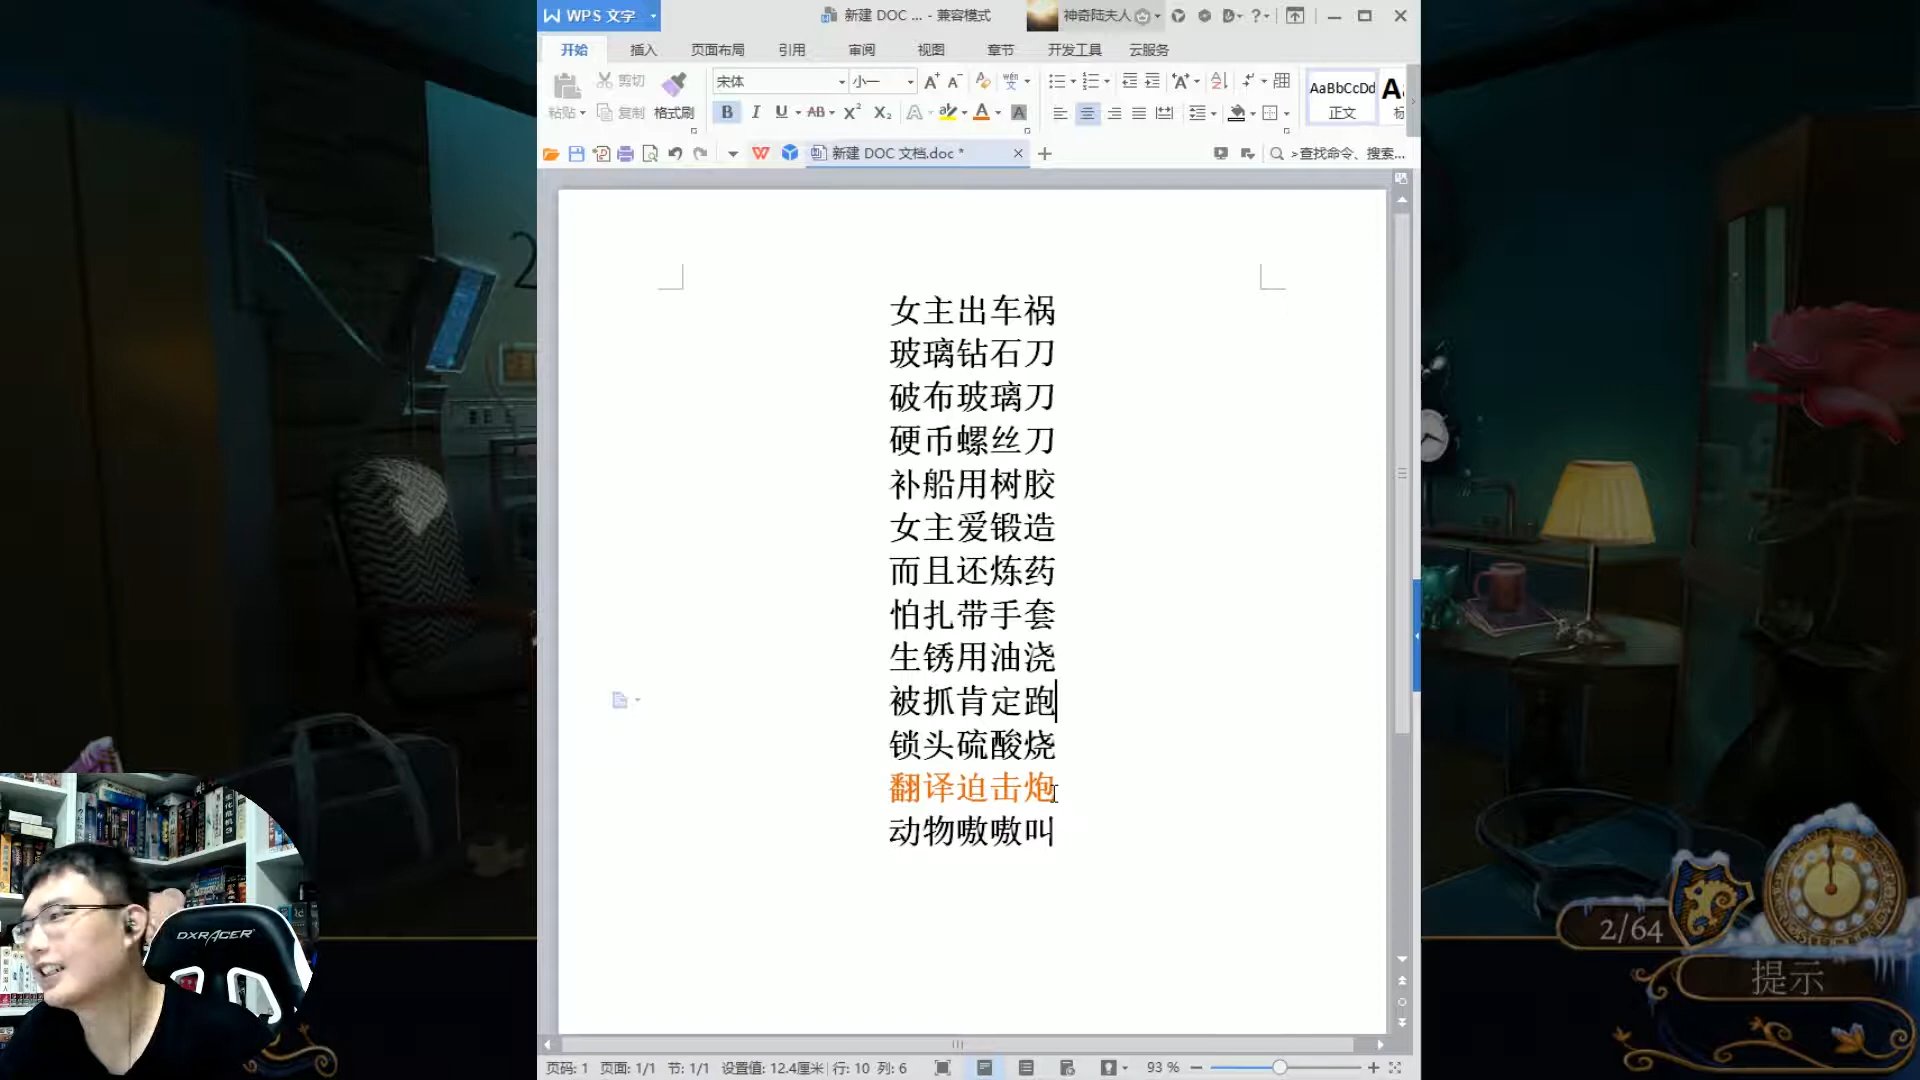 WPS 文字
新建 DOC ... - 兼容模式
神奇陆夫人
开始 插入 页面布局 引用 审阅 视图 章节 开发工具 云服务
粘贴 剪切 复制 格式刷
宋体 小一
AaBbCcDd
正文
新建 DOC 文档.doc *
>查找命令、搜索...
女主出车祸
玻璃钻石刀
破布玻璃刀
硬币螺丝刀
补船用树胶
女主爱锻造
而且还炼药
怕扎带手套
生锈用油浇
被抓肯定跑
锁头硫酸烧
翻译迫击炮
动物嗷嗷叫
DXRACER
2/64
提示
页码: 1 页面: 1/1 节: 1/1 设置值: 12.4厘米 行: 10 列: 6
93 %